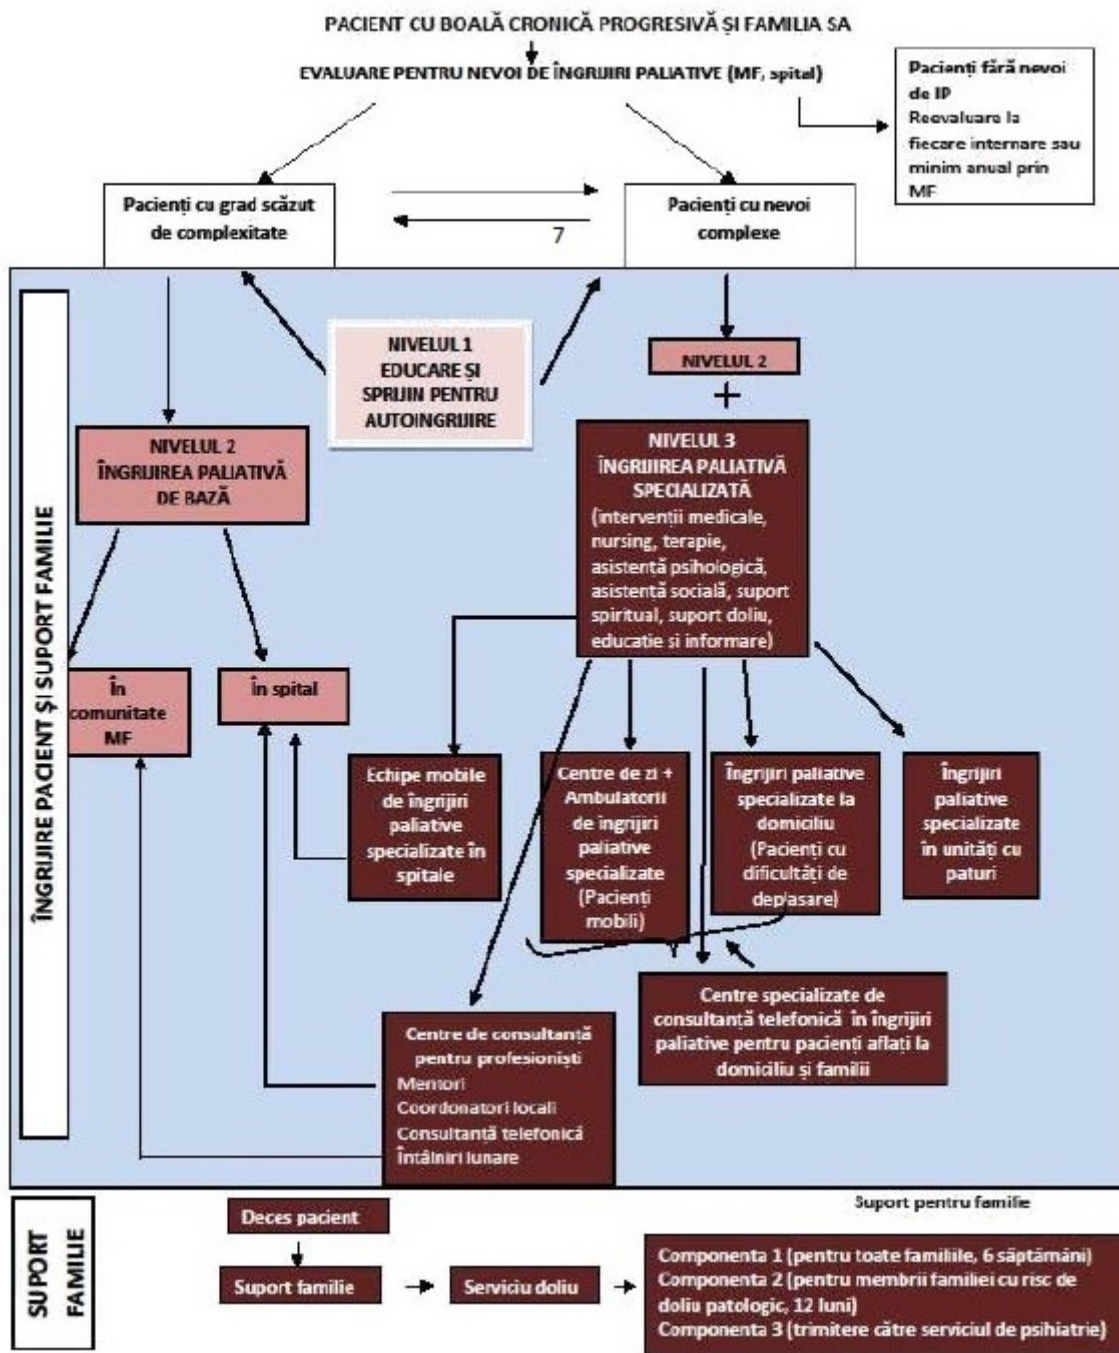 PACIENT CU BOALĂ CRONICĂ PROGRESIVĂ ȘI FAMILIA SA
EVALUARE PENTRU NEVOI DE ÎNGRIJIRI PALIATIVE (MF, spital)
Pacienți fără nevoi
de IP
Reevaluare la
fiecare internare sau
minim anual prin
MF
Pacienți cu grad scăzut
de complexitate
7
Pacienți cu nevoi
complexe
ÎNGRIJIRE PACIENT ȘI SUPORT FAMILIE
NIVELUL 1
EDUCARE ȘI
SPRIJIN PENTRU
AUTOINGRIJIRE
NIVELUL 2
+
NIVELUL 2
ÎNGRIJIREA PALIATIVĂ
DE BAZĂ
NIVELUL 3
ÎNGRIJIREA PALIATIVĂ
SPECIALIZATĂ
(intervenții medicale,
nursing, terapie,
asistență psihologică,
asistență socială, suport
spiritual, suport doliu,
educatie si informare)
În
comunitate
MF
În spital
Echipe mobile
de îngrijiri
paliative
specializate în
spitale
Centre de zi +
Ambulatorii
de îngrijiri
paliative
specializate
(Pacienți
mobili)
Îngrijiri paliative
specializate la
domiciliu
(Pacienți cu
dificultăți de
deplasare)
Îngrijiri
paliative
specializate
în unități cu
paturi
Centre specializate de
consultanță telefonică în îngrijiri
paliative pentru pacienți aflați la
domiciliu și familii
Centre de consultanță
pentru profesioniști
Mentori
Coordonatori locali
Consultanță telefonică
Întâlniri lunare
SUPORT
FAMILIE
Deces pacient
Suport familie
Serviciu doliu
Suport pentru familie
Componenta 1 (pentru toate familiile, 6 săptămâni)
Componenta 2 (pentru membrii familiei cu risc de
doliu patologic, 12 luni)
Componenta 3 (trimitere către serviciul de psihiatrie)